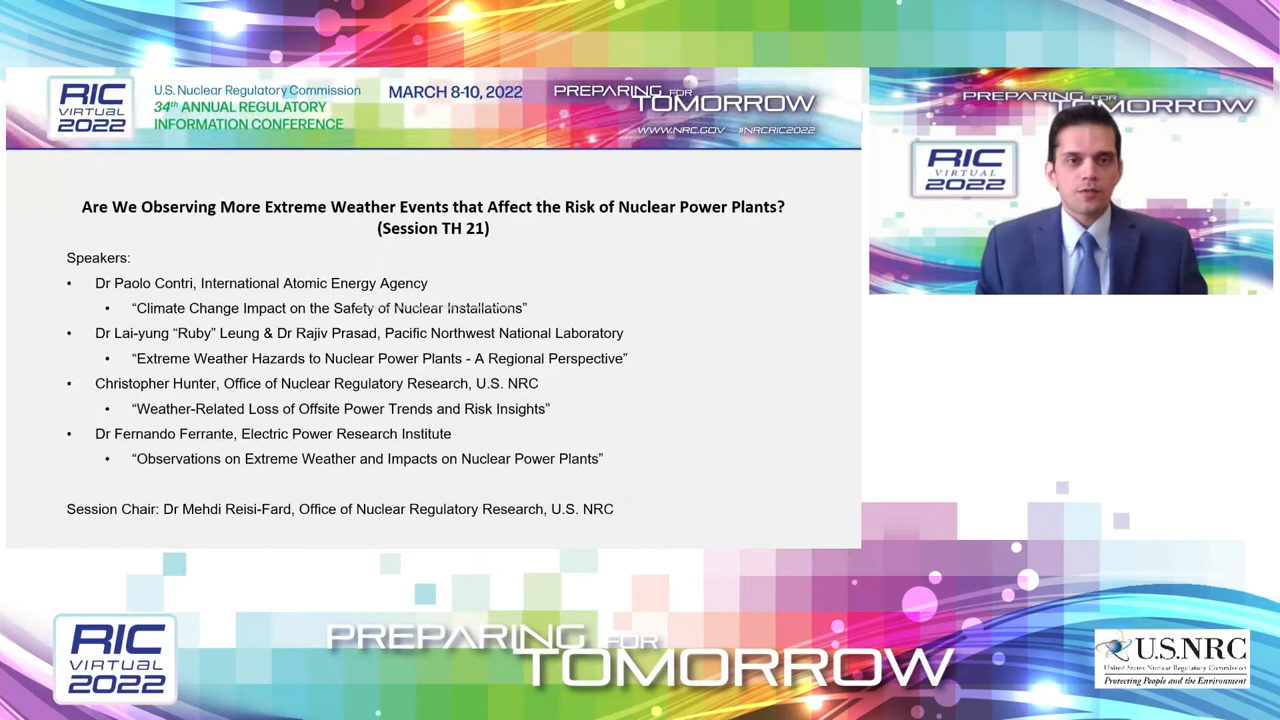 RIC
VIRTUAL
2022
U.S. Nuclear Regulatory Commission
34th ANNUAL REGULATORY
INFORMATION CONFERENCE
MARCH 8-10, 2022
PREPARING FOR
TOMORROW
WWW.NRC.GOV #NRCRIC2022
PREPARING FOR
TOMORROW
RIC
VIRTUAL
2022
Are We Observing More Extreme Weather Events that Affect the Risk of Nuclear Power Plants?
(Session TH 21)
Speakers:
• Dr Paolo Contri, International Atomic Energy Agency
• “Climate Change Impact on the Safety of Nuclear Installations”
• Dr Lai-yung “Ruby” Leung & Dr Rajiv Prasad, Pacific Northwest National Laboratory
• “Extreme Weather Hazards to Nuclear Power Plants - A Regional Perspective”
• Christopher Hunter, Office of Nuclear Regulatory Research, U.S. NRC
• “Weather-Related Loss of Offsite Power Trends and Risk Insights”
• Dr Fernando Ferrante, Electric Power Research Institute
• “Observations on Extreme Weather and Impacts on Nuclear Power Plants”
Session Chair: Dr Mehdi Reisi-Fard, Office of Nuclear Regulatory Research, U.S. NRC
RIC
VIRTUAL
2022
PREPARING FOR
TOMORROW
U.S.NRC
United States Nuclear Regulatory Commission
Protecting People and the Environment